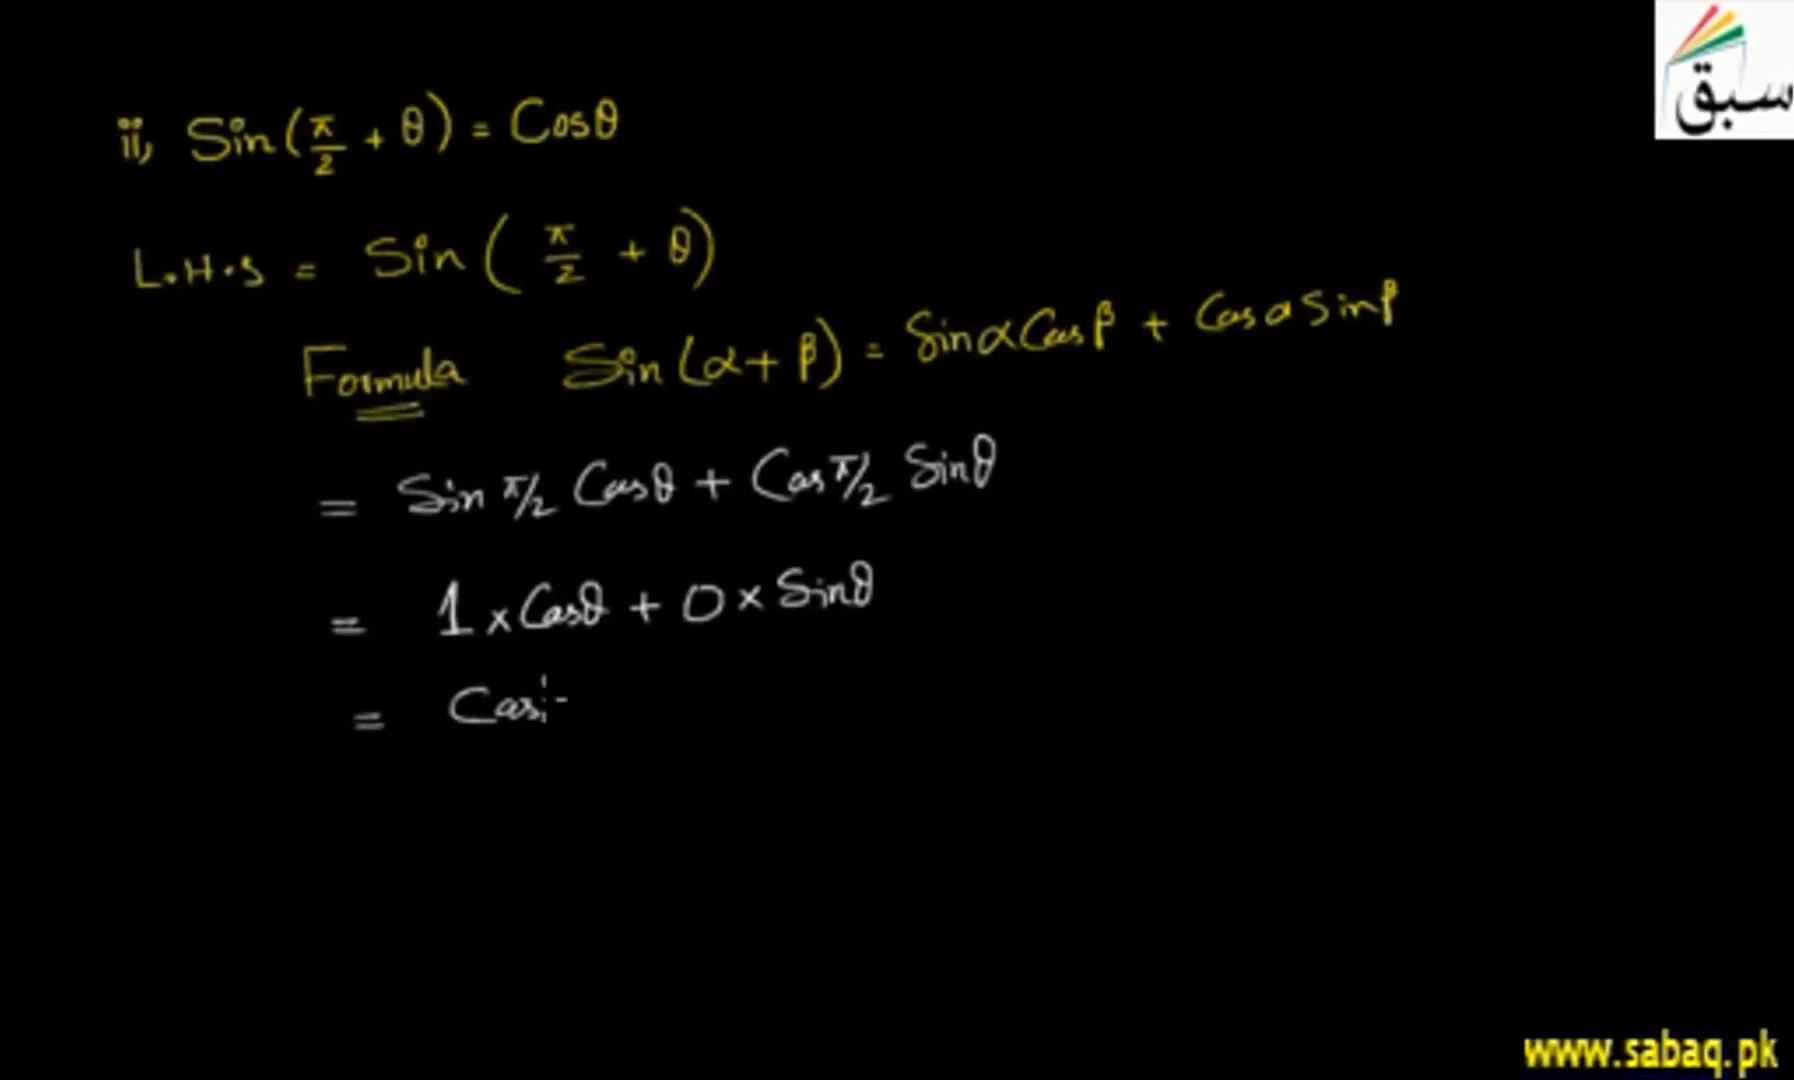 سبق
ii, Sin(π/2 + θ) = Cosθ
L.H.S = Sin(π/2 + θ)
Formula Sin(α+β) = Sinα Cosβ + Cosα Sinβ
= Sin π/2 Cosθ + Cos π/2 Sinθ
= 1 x Cosθ + 0 x Sinθ
= Cos
www.sabaq.pk